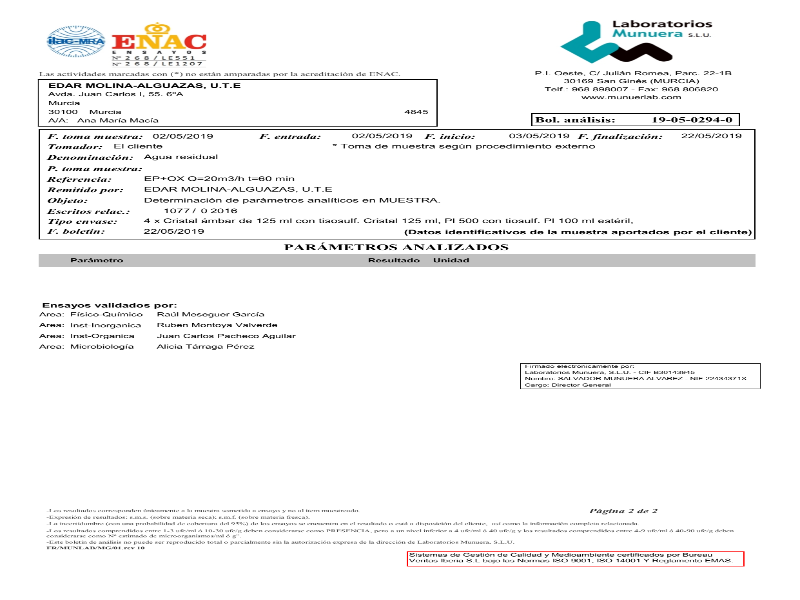 ilac-MRA
ENAC
ENSAYOS
Nº 268/LE551
Nº 268/LE1207
Laboratorios
Munuera S.L.U.
Las actividades marcadas con (*) no están amparadas por la acreditación de ENAC.
P.I. Oeste, C/ Julián Romea, Parc. 22-1B
30169 San Ginés (MURCIA)
Telf.: 968 898007 - Fax: 968 806820
www.munuerlab.com
EDAR MOLINA-ALGUAZAS, U.T.E
Avda. Juan Carlos I, 55. 6ºA
Murcia
30100 Murcia 4845
A/A: Ana María Macía
Bol. análisis: 19-05-0294-0
F. toma muestra: 02/05/2019 F. entrada: 02/05/2019 F. inicio: 03/05/2019 F. finalización: 22/05/2019
Tomador: El cliente * Toma de muestra según procedimiento externo
Denominación: Agua residual
P. toma muestra:
Referencia: EP+OX Q=20m3/h t=60 min
Remitido por: EDAR MOLINA-ALGUAZAS, U.T.E
Objeto: Determinación de parámetros analíticos en MUESTRA.
Escritos relac.: 1077 / 0 2016
Tipo envase: 4 x Cristal ámbar de 125 ml con tiosulf. Cristal 125 ml, Pl 500 con tiosulf. Pl 100 ml estéril,
F. boletin: 22/05/2019 (Datos identificativos de la muestra aportados por el cliente)
PARÁMETROS ANALIZADOS
Parámetro Resultado Unidad
Ensayos validados por:
Area: Físico-Químico Raúl Meseguer García
Area: Inst-Inorganica Ruben Montoya Valverde
Area: Inst-Organica Juan Carlos Pacheco Aguilar
Area: Microbiología Alicia Tárraga Pérez
Firmado electrónicamente por:
Laboratorios Munuera, S.L.U. - CIF
Nombre: SALVADOR MUNUERA ALVAREZ - NIF
Cargo: Director General
-Los resultados corresponden únicamente a la muestra sometida a ensayo y no al item muestreado.
Página 2 de 2
-Expresión de resultados: s.m.s. (sobre materia seca); s.m.f. (sobre materia fresca).
-La incertidumbre (con una probabilidad de cobertura del 95%) de los ensayos se encuentra en el resultado o está a disposición del cliente, así como la información completa relacionada.
-Los resultados comprendidos entre 1-3 ufc/ml ó 10-30 ufc/g deben considerarse como PRESENCIA, pero a un nivel inferior a 4 ufc/ml ó 40 ufc/g y los resultados comprendidos entre 4-9 ufc/ml ó 40-90 ufc/g deben
considerarse como Nº estimado de microorganismos/ml ó g .
-Este boletín de análisis no puede ser reproducido total o parcialmente sin la autorización expresa de la dirección de Laboratorios Munuera, S.L.U.
FR/MUNLAB/MG/01.rev 10
Sistemas de Gestión de Calidad y Medioambiente certificados por Bureau
Veritas Iberia S.L bajo las Normas ISO 9001, ISO 14001 Y Reglamento EMAS.